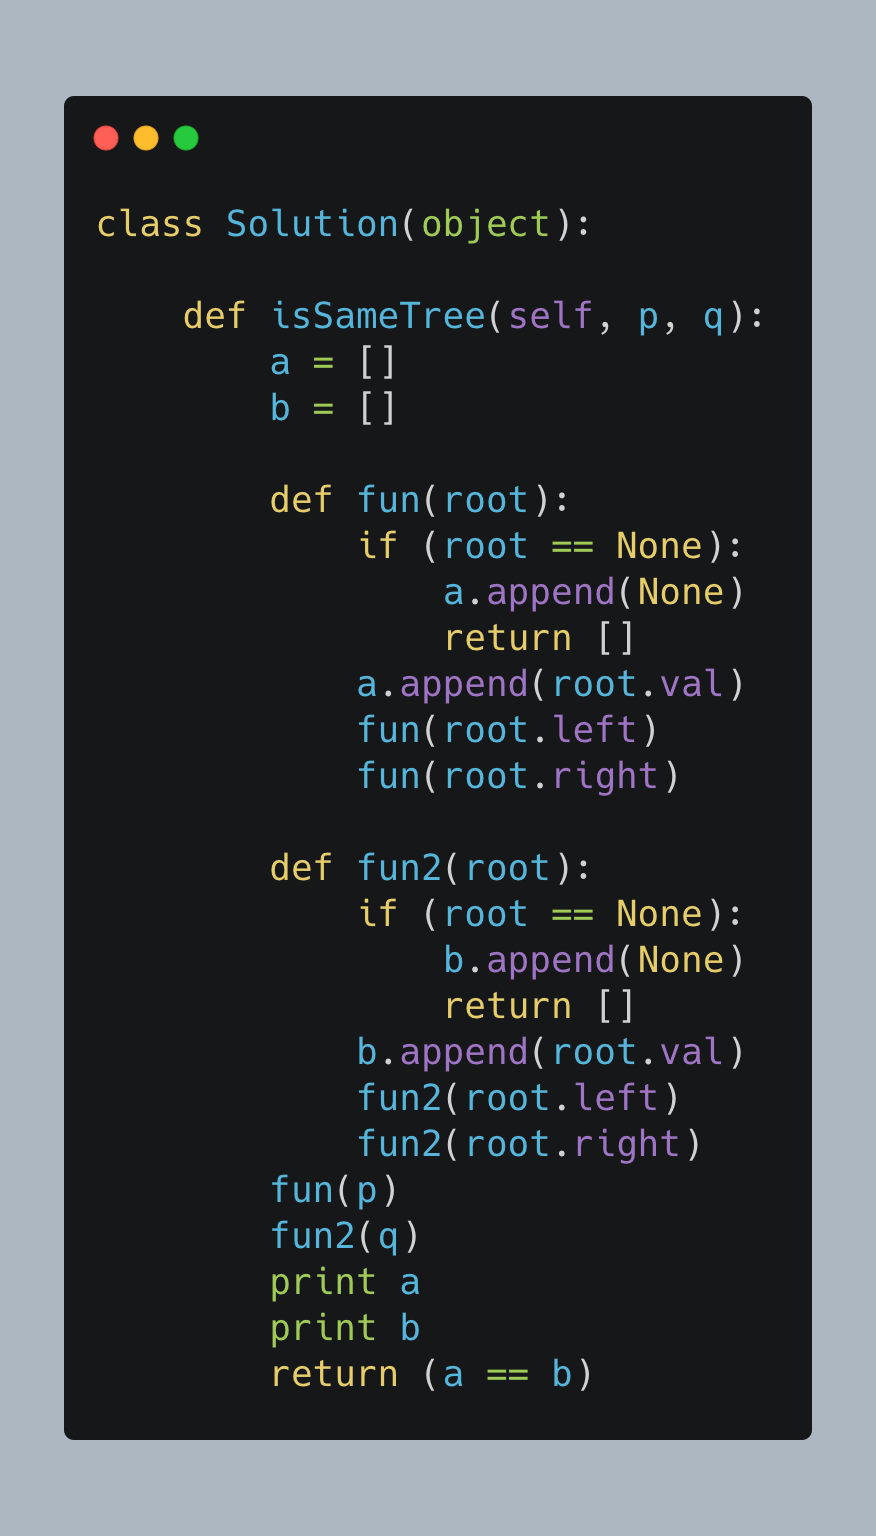 class Solution(object):

    def isSameTree(self, p, q):
        a = []
        b = []

        def fun(root):
            if (root == None):
                a.append(None)
                return []
            a.append(root.val)
            fun(root.left)
            fun(root.right)

        def fun2(root):
            if (root == None):
                b.append(None)
                return []
            b.append(root.val)
            fun2(root.left)
            fun2(root.right)
        fun(p)
        fun2(q)
        print a
        print b
        return (a == b)